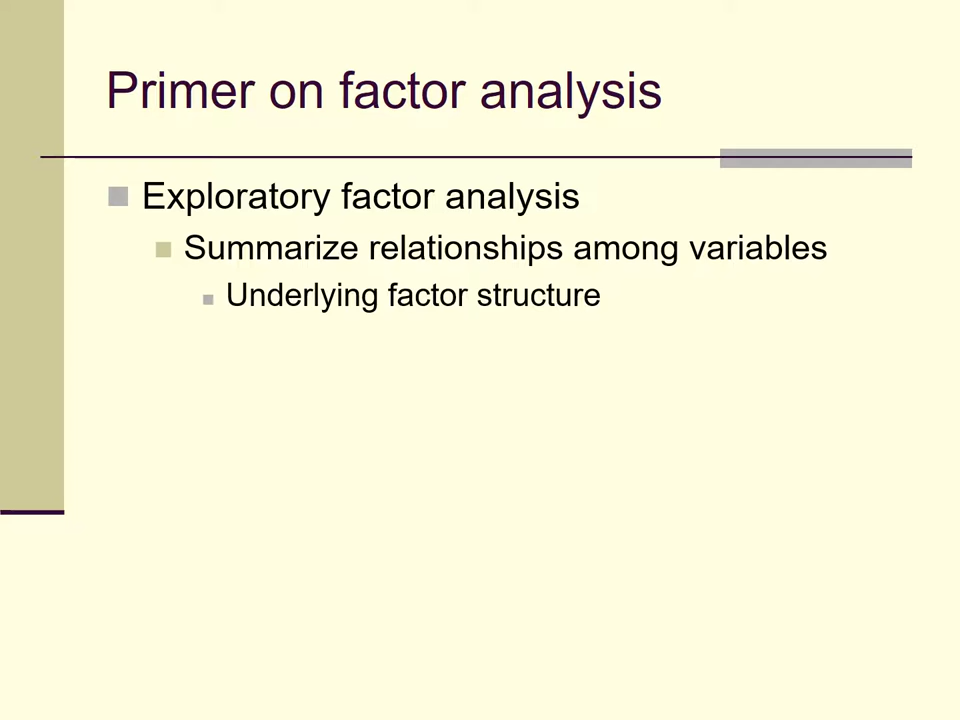 Primer on factor analysis
Exploratory factor analysis
Summarize relationships among variables
Underlying factor structure